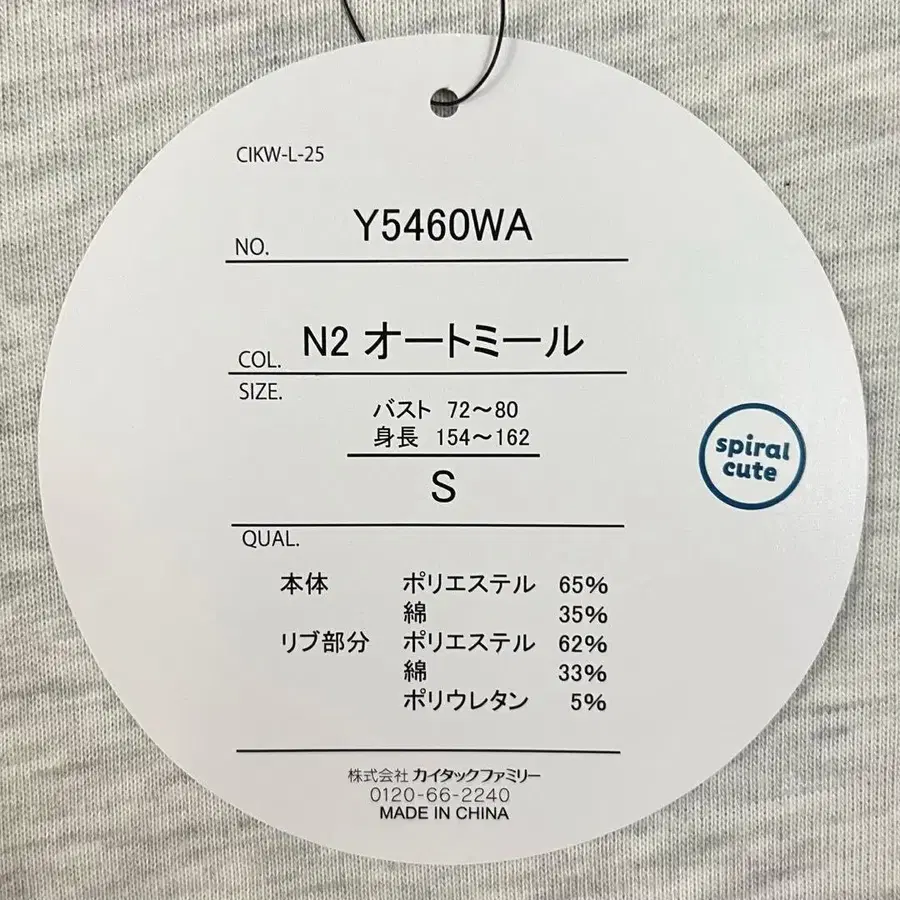 CIKW-L-25
NO. Y5460WA
COL. N2 オートミール
SIZE.
バスト 72～80
身長 154～162
S
spiral
cute
QUAL.
本体 ポリエステル 65%
綿 35%
リブ部分 ポリエステル 62%
綿 33%
ポリウレタン 5%
株式会社 カイタックファミリー
0120-66-2240
MADE IN CHINA